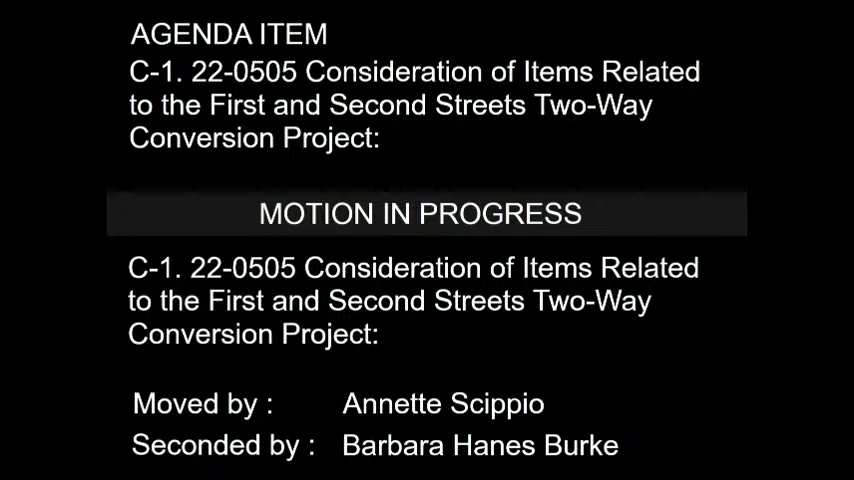 AGENDA ITEM
C-1. 22-0505 Consideration of Items Related
to the First and Second Streets Two-Way
Conversion Project:
MOTION IN PROGRESS
C-1. 22-0505 Consideration of Items Related
to the First and Second Streets Two-Way
Conversion Project:
Moved by : Annette Scippio
Seconded by : Barbara Hanes Burke